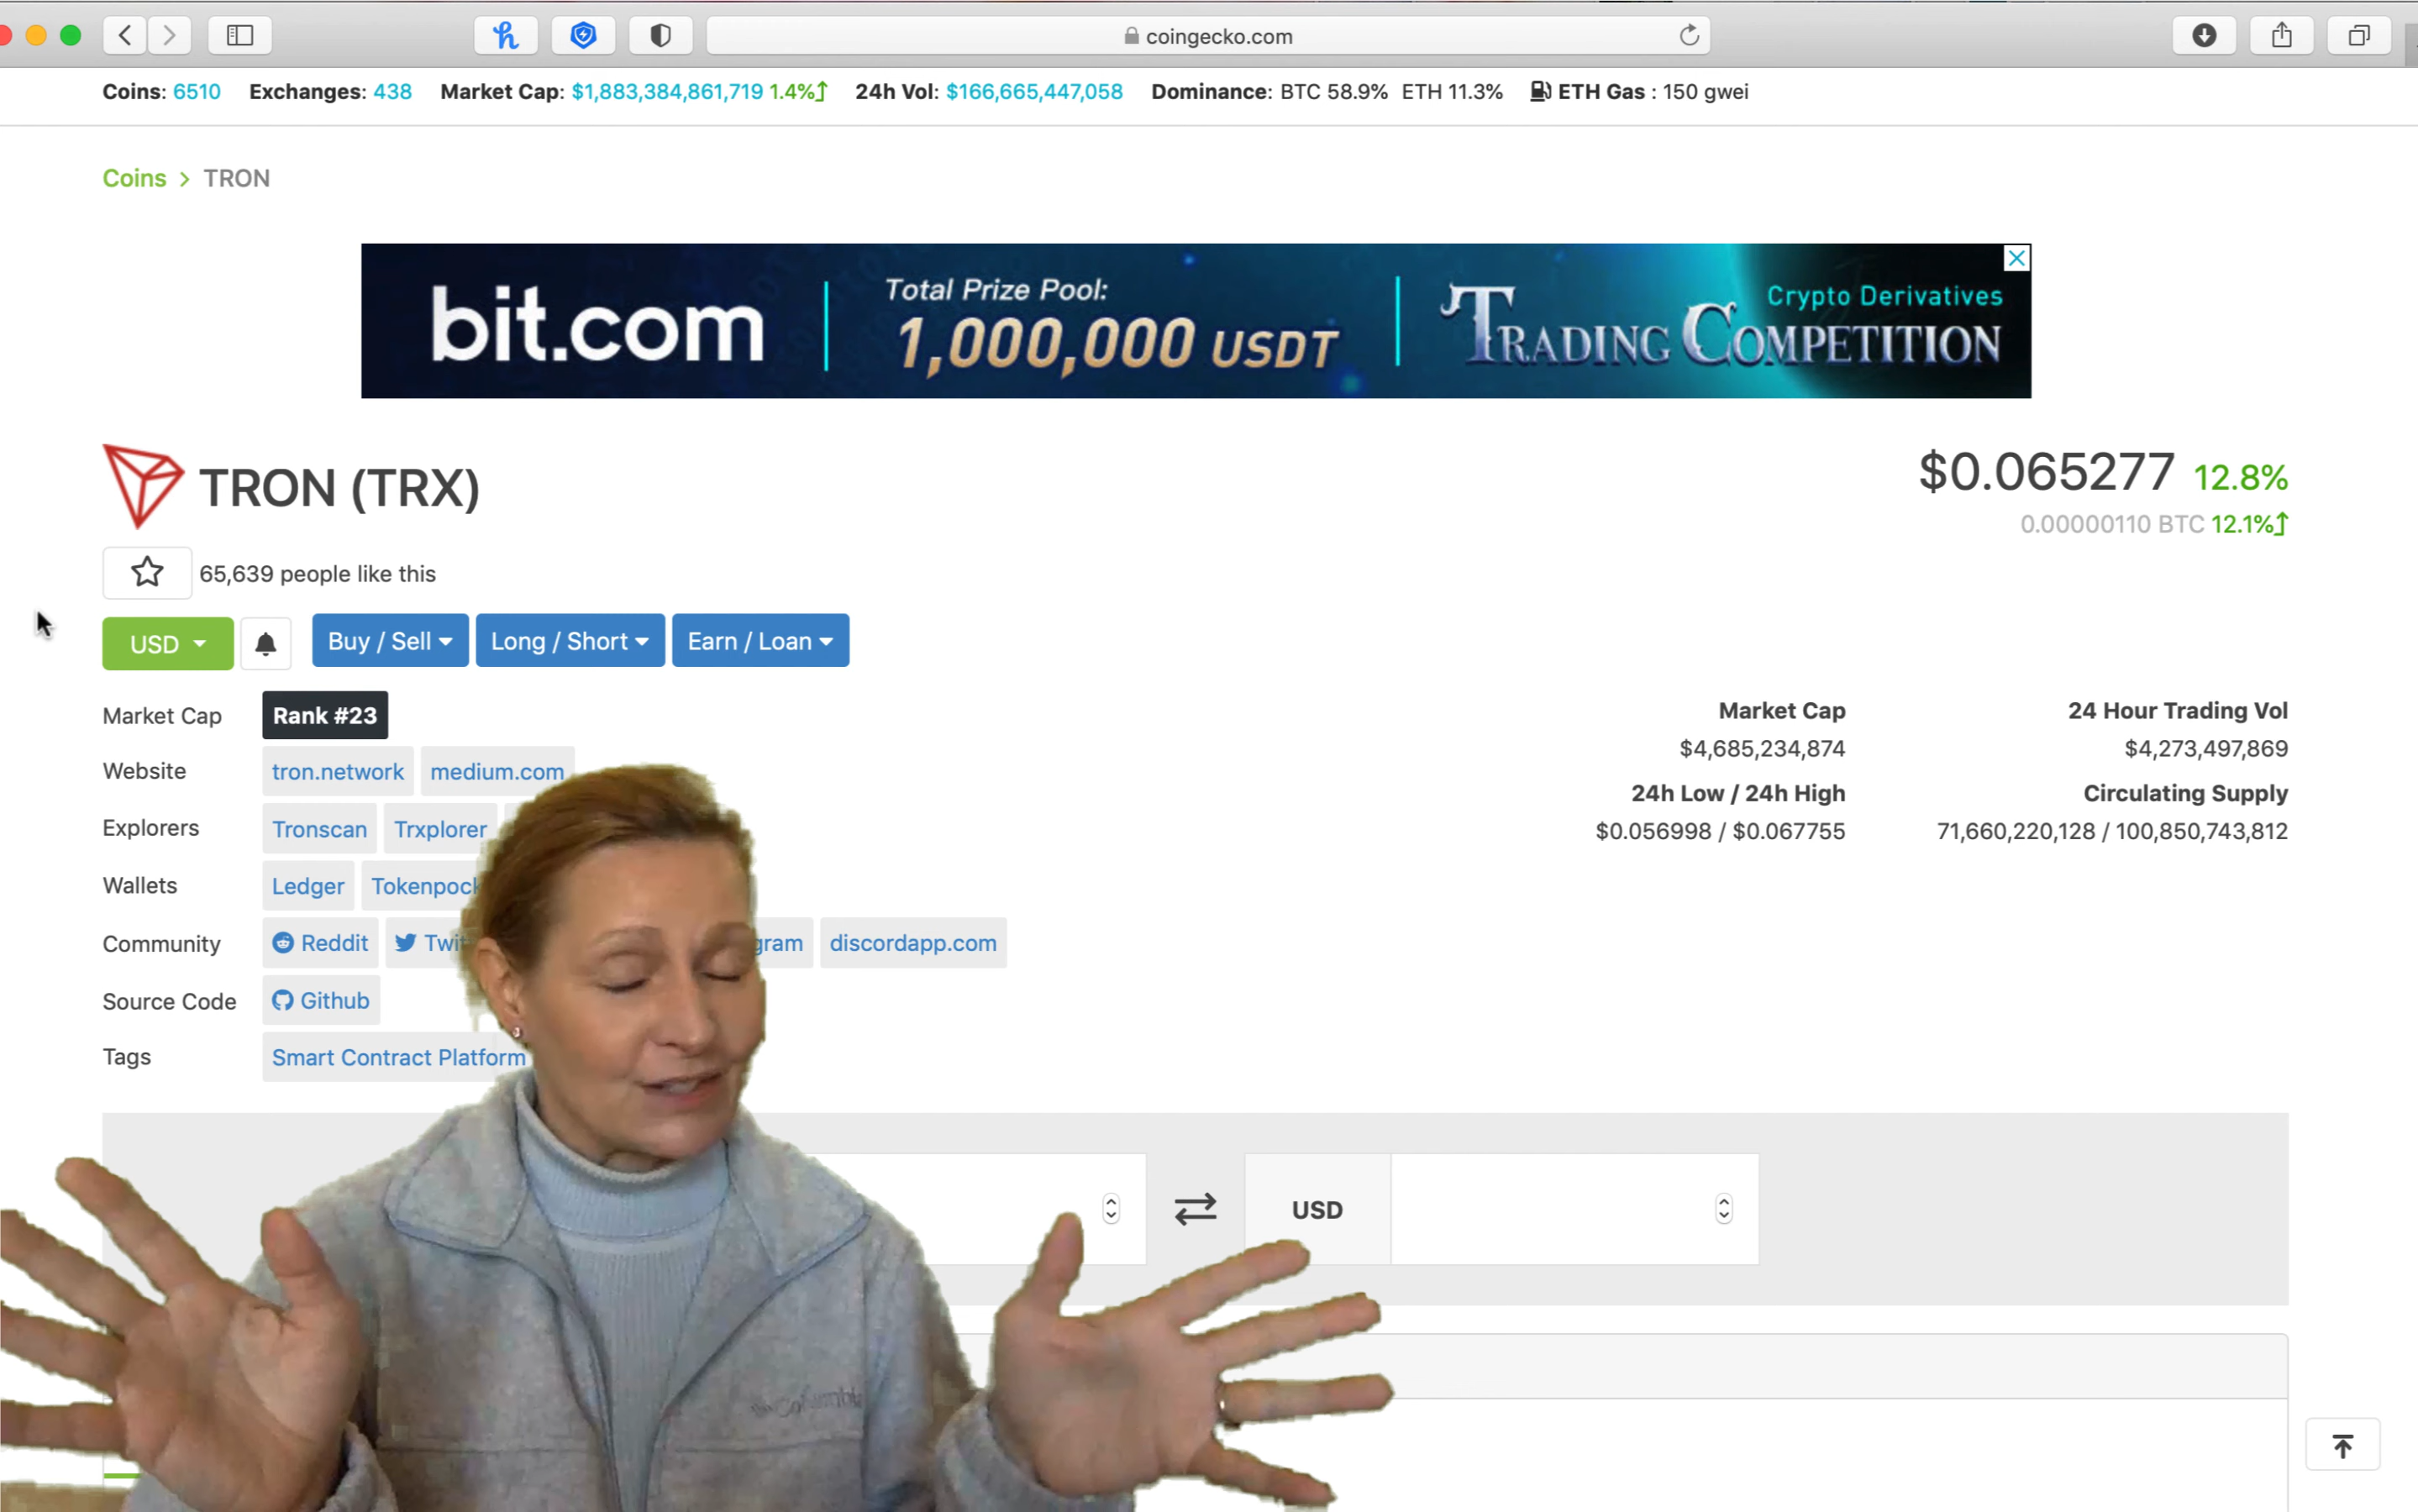 coingecko.com
Coins: 6510 Exchanges: 438 Market Cap: $1,883,384,861,719 1.4% 24h Vol: $166,665,447,058 Dominance: BTC 58.9% ETH 11.3% ETH Gas : 150 gwei
Coins > TRON
bit.com
Total Prize Pool:
1,000,000 USDT
Crypto Derivatives
TRADING COMPETITION
TRON (TRX)
$0.065277 12.8%
0.00000110 BTC 12.1%
65,639 people like this
USD Buy / Sell Long / Short Earn / Loan
Market Cap Rank #23
Website tron.network medium.com
Explorers Tronscan Trxplorer
Wallets Ledger
Community Reddit discordapp.com
Source Code Github
Tags Smart Contract Platform
Market Cap
$4,685,234,874
24 Hour Trading Vol
$4,273,497,869
24h Low / 24h High
$0.056998 / $0.067755
Circulating Supply
71,660,220,128 / 100,850,743,812
USD
Columbia